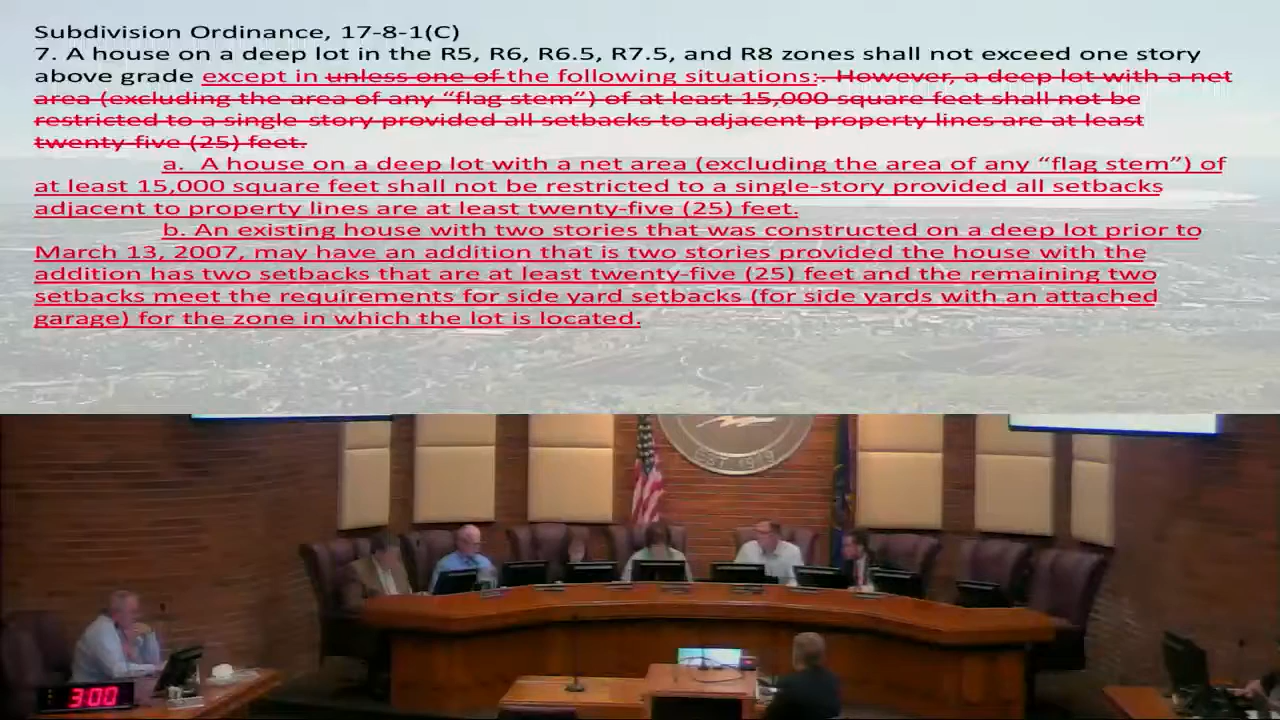 Subdivision Ordinance, 17-8-1(C)
7. A house on a deep lot in the R5, R6, R6.5, R7.5, and R8 zones shall not exceed one story
above grade except in unless one of the following situations:. However, a deep lot with a net
area (excluding the area of any “flag stem”) of at least 15,000 square feet shall not be
restricted to a single-story provided all setbacks to adjacent property lines are at least
twenty-five (25) feet.
a. A house on a deep lot with a net area (excluding the area of any “flag stem”) of
at least 15,000 square feet shall not be restricted to a single-story provided all setbacks
adjacent to property lines are at least twenty-five (25) feet.
b. An existing house with two stories that was constructed on a deep lot prior to
March 13, 2007, may have an addition that is two stories provided the house with the
addition has two setbacks that are at least twenty-five (25) feet and the remaining two
setbacks meet the requirements for side yard setbacks (for side yards with an attached
garage) for the zone in which the lot is located.
EST 1919
3:00